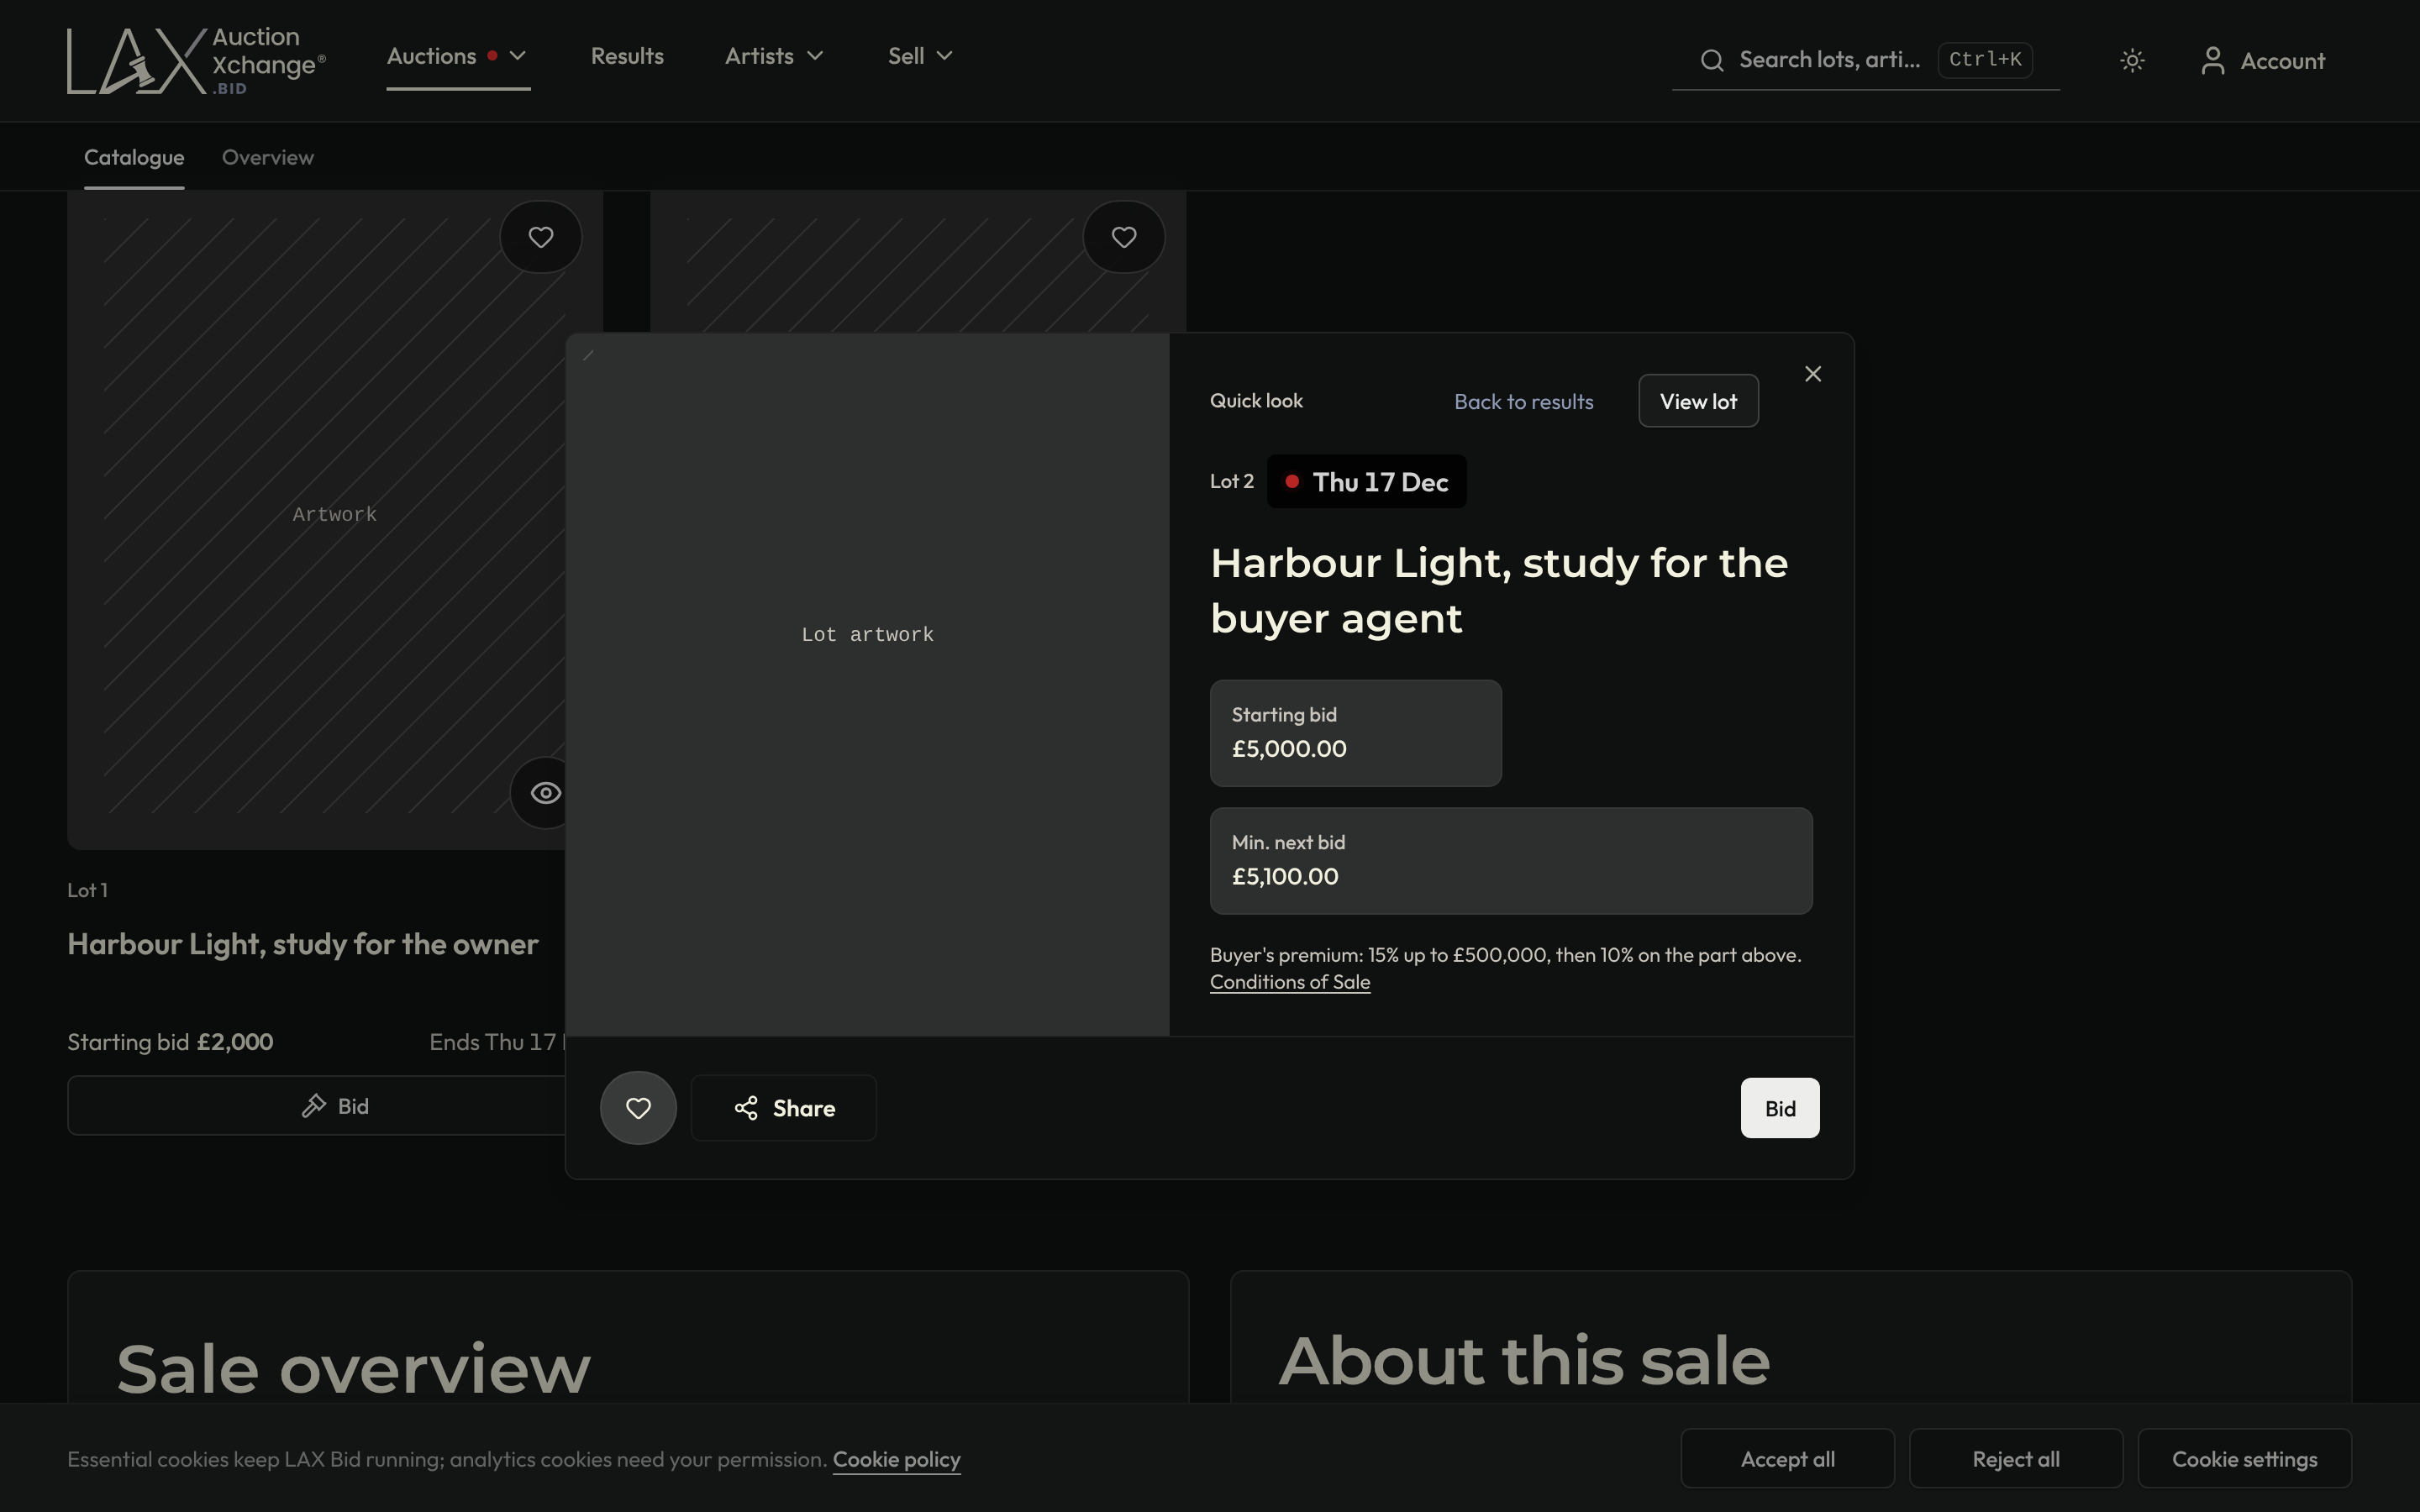 LAX
Auction
Xchange®
.BID
Auctions
Results
Artists
Sell
Search lots, arti...
Ctrl+K
Account
Catalogue
Overview
Artwork
Lot 1
Harbour Light, study for the owner
Starting bid £2,000
Ends Thu 17
Bid
Lot artwork
Quick look
Back to results
View lot
Lot 2
Thu 17 Dec
Harbour Light, study for the
buyer agent
Starting bid
£5,000.00
Min. next bid
£5,100.00
Buyer's premium: 15% up to £500,000, then 10% on the part above.
Conditions of Sale
Share
Bid
Sale overview
About this sale
Essential cookies keep LAX Bid running; analytics cookies need your permission. Cookie policy
Accept all
Reject all
Cookie settings